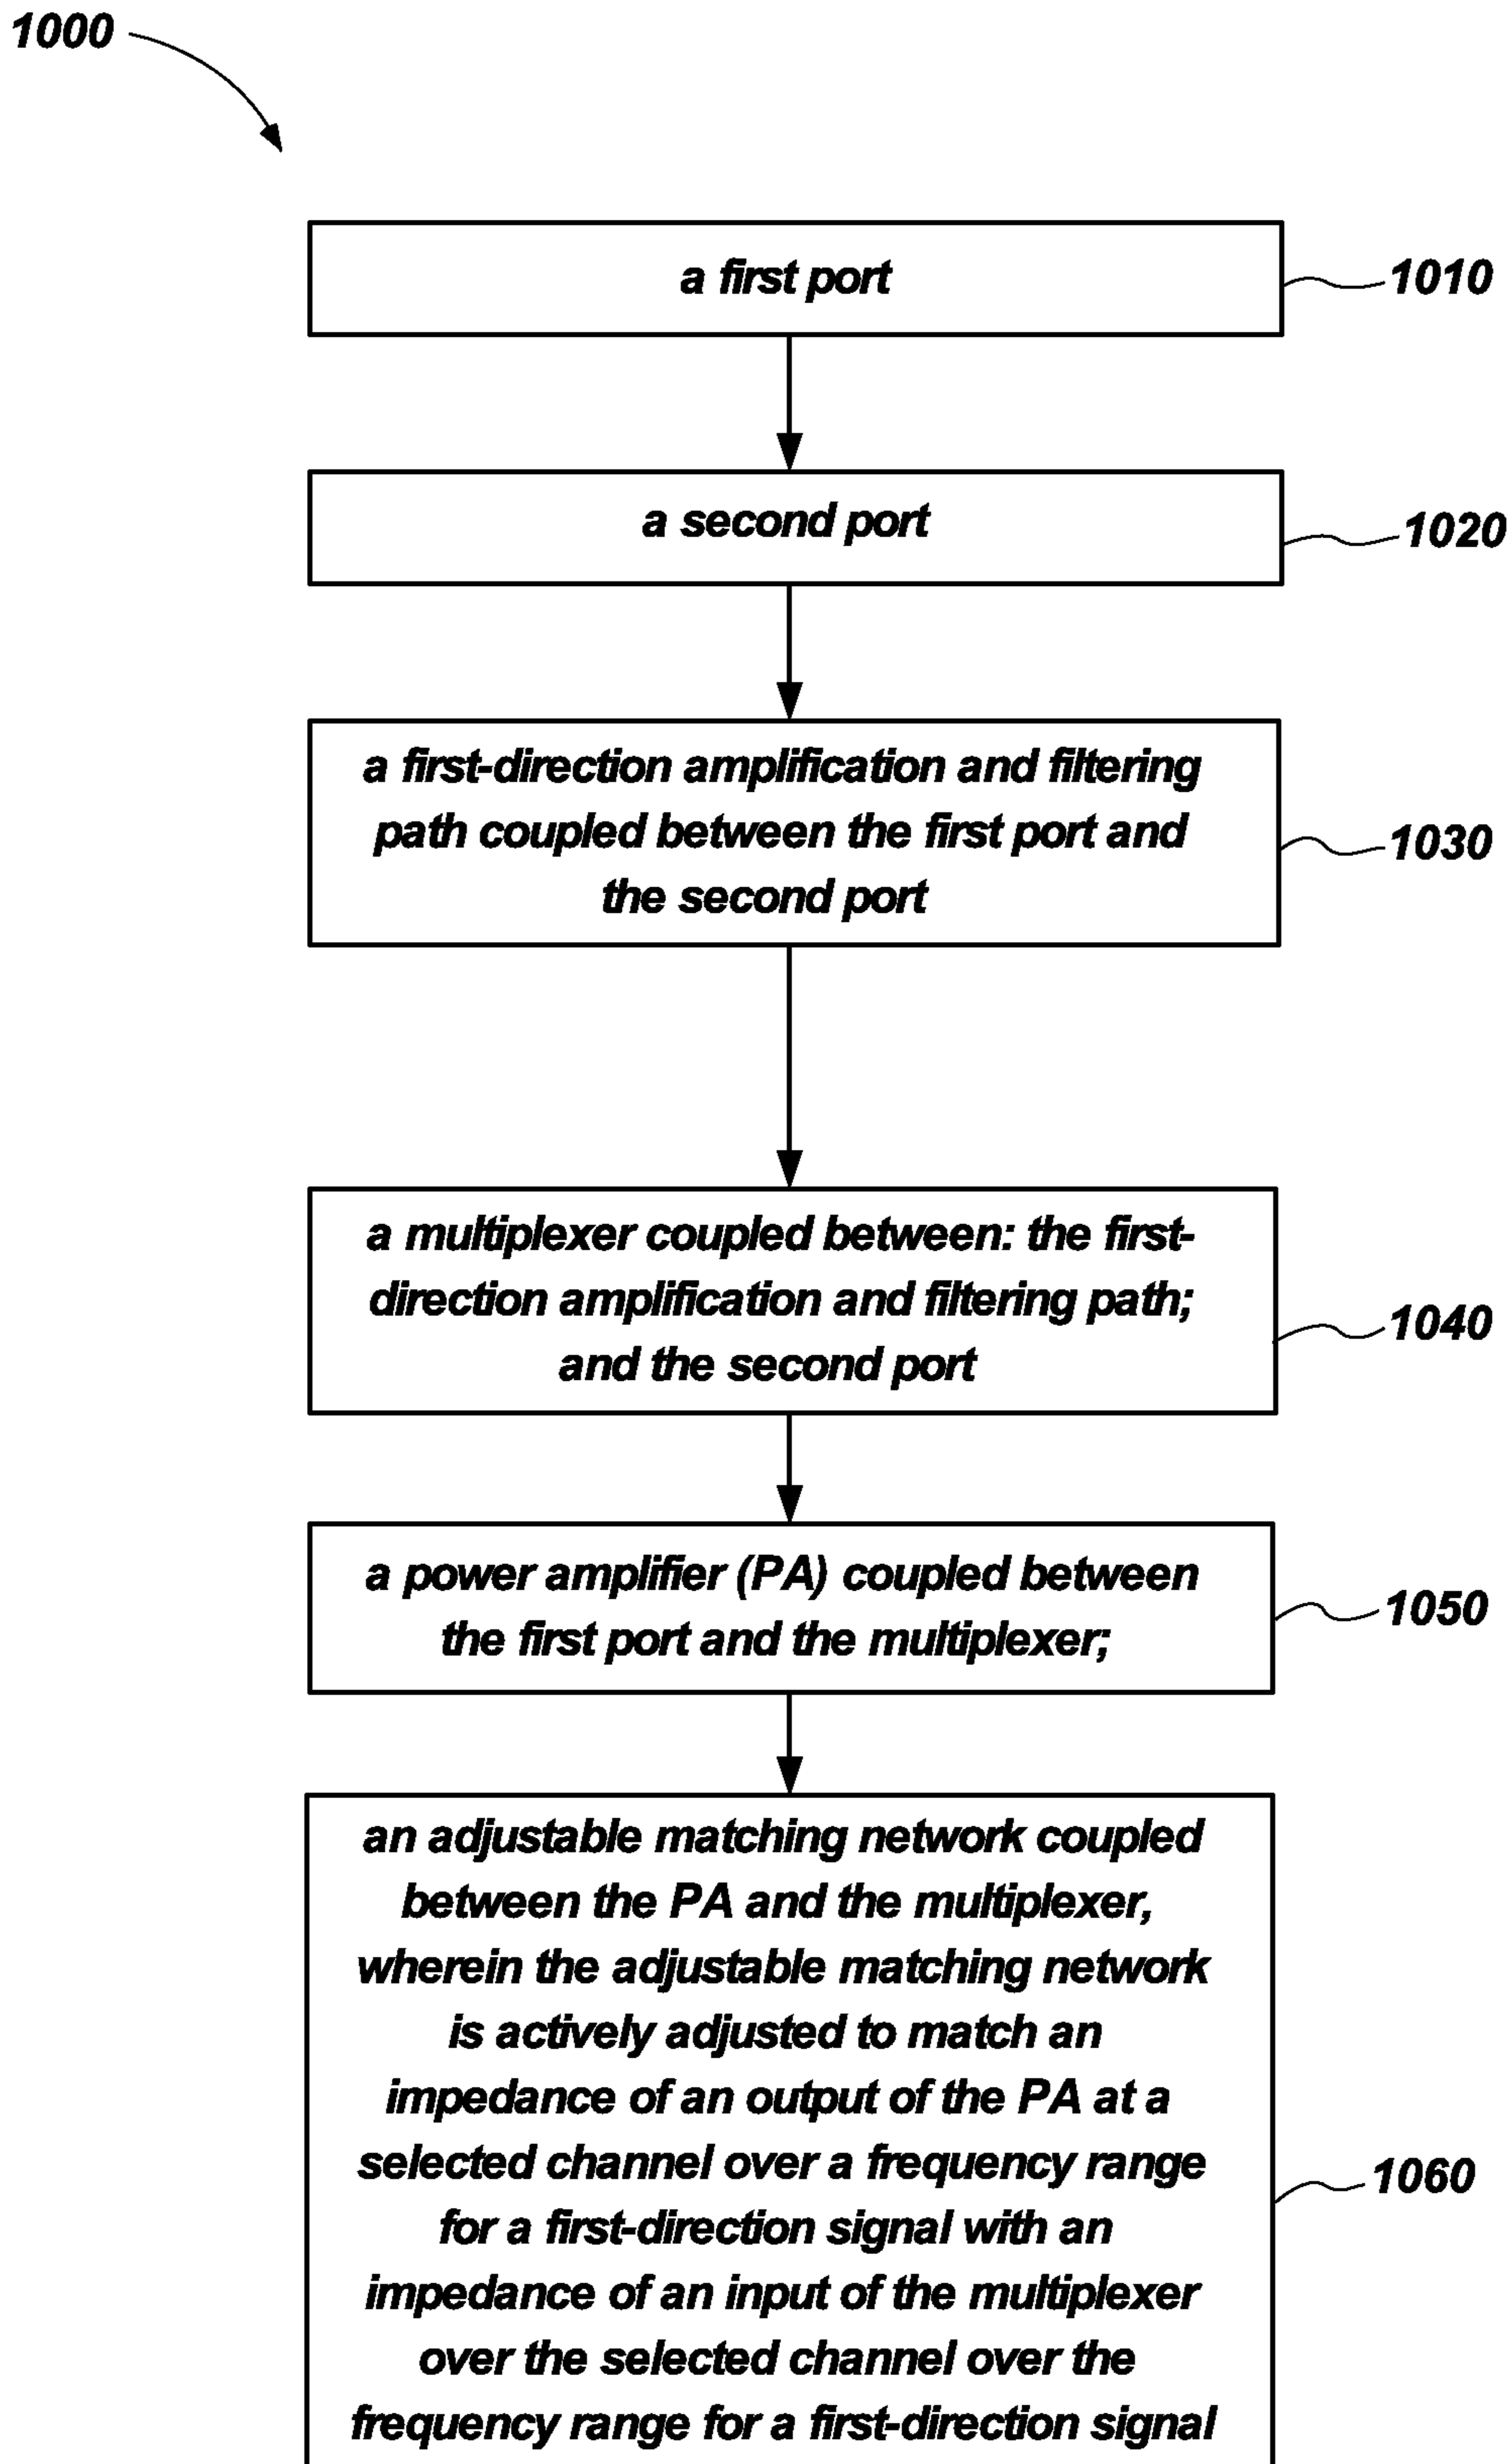 1000
a first port
1010
a second port
1020
a first-direction amplification and filtering
path coupled between the first port and
the second port
1030
a multiplexer coupled between: the first-
direction amplification and filtering path;
and the second port
1040
a power amplifier (PA) coupled between
the first port and the multiplexer;
1050
an adjustable matching network coupled
between the PA and the multiplexer,
wherein the adjustable matching network
is actively adjusted to match an
impedance of an output of the PA at a
selected channel over a frequency range
for a first-direction signal with an
impedance of an input of the multiplexer
over the selected channel over the
frequency range for a first-direction signal
1060